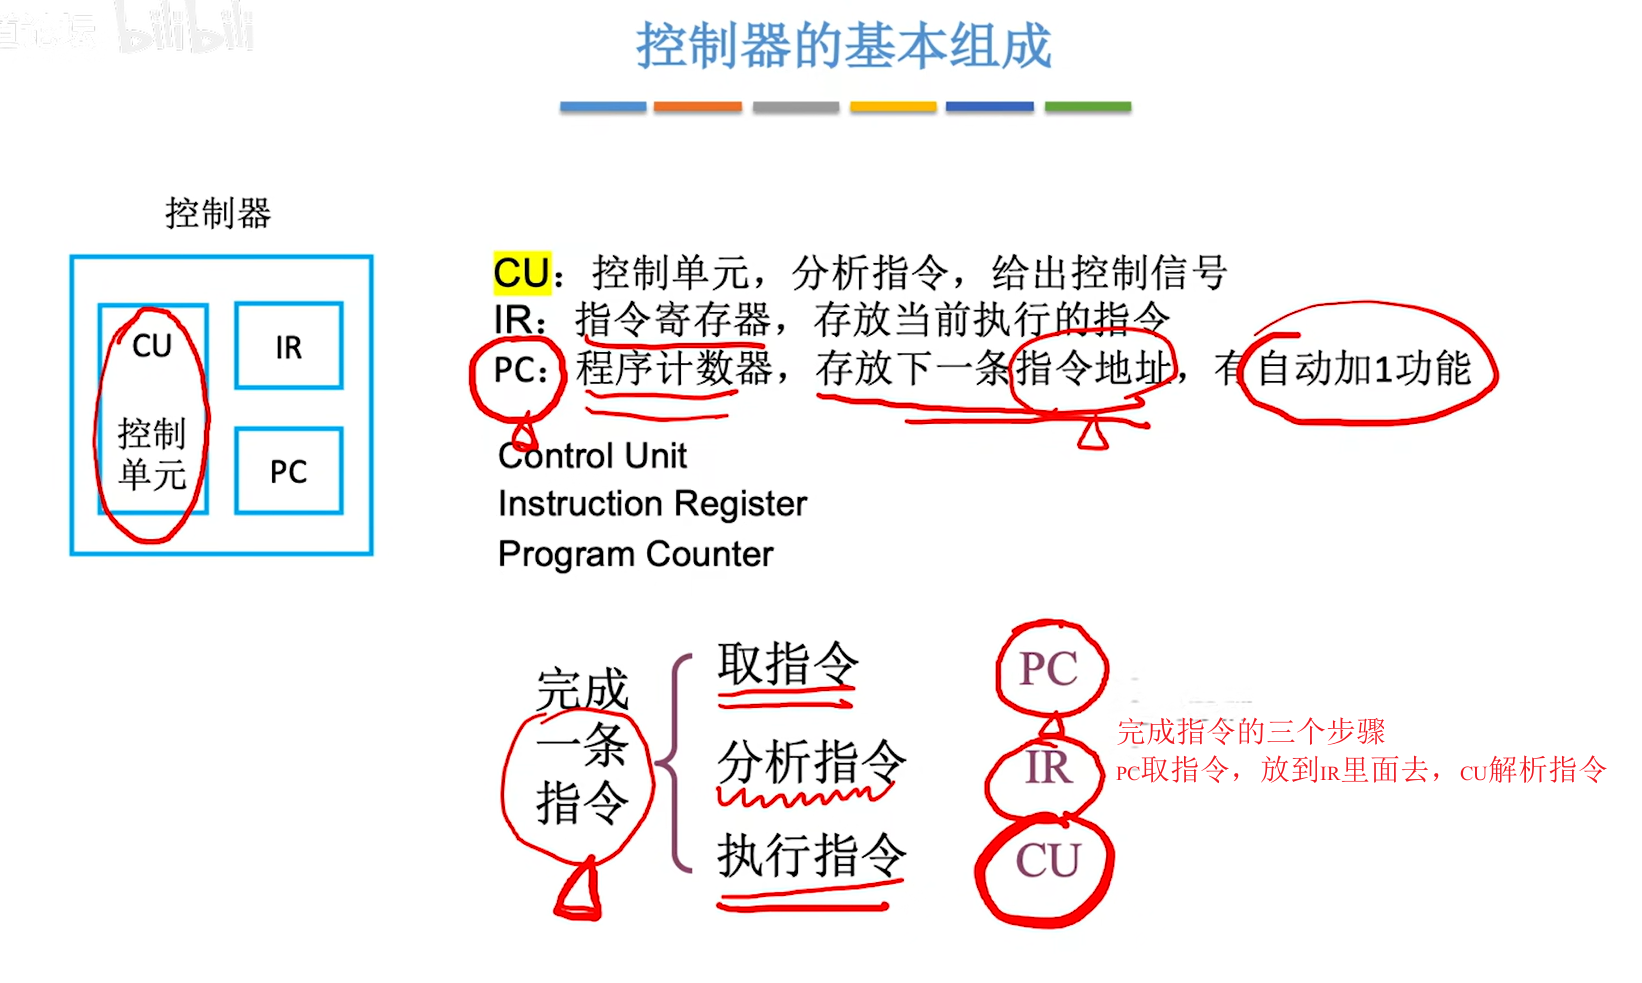 bilibili
控制器的基本组成
控制器
CU
控制
单元
IR
PC
CU：控制单元，分析指令，给出控制信号
IR：指令寄存器，存放当前执行的指令
PC：程序计数器，存放下一条指令地址，有自动加1功能
Control Unit
Instruction Register
Program Counter
完成
一条
指令
取指令
分析指令
执行指令
PC
IR
CU
完成指令的三个步骤
PC取指令，放到IR里面去，CU解析指令